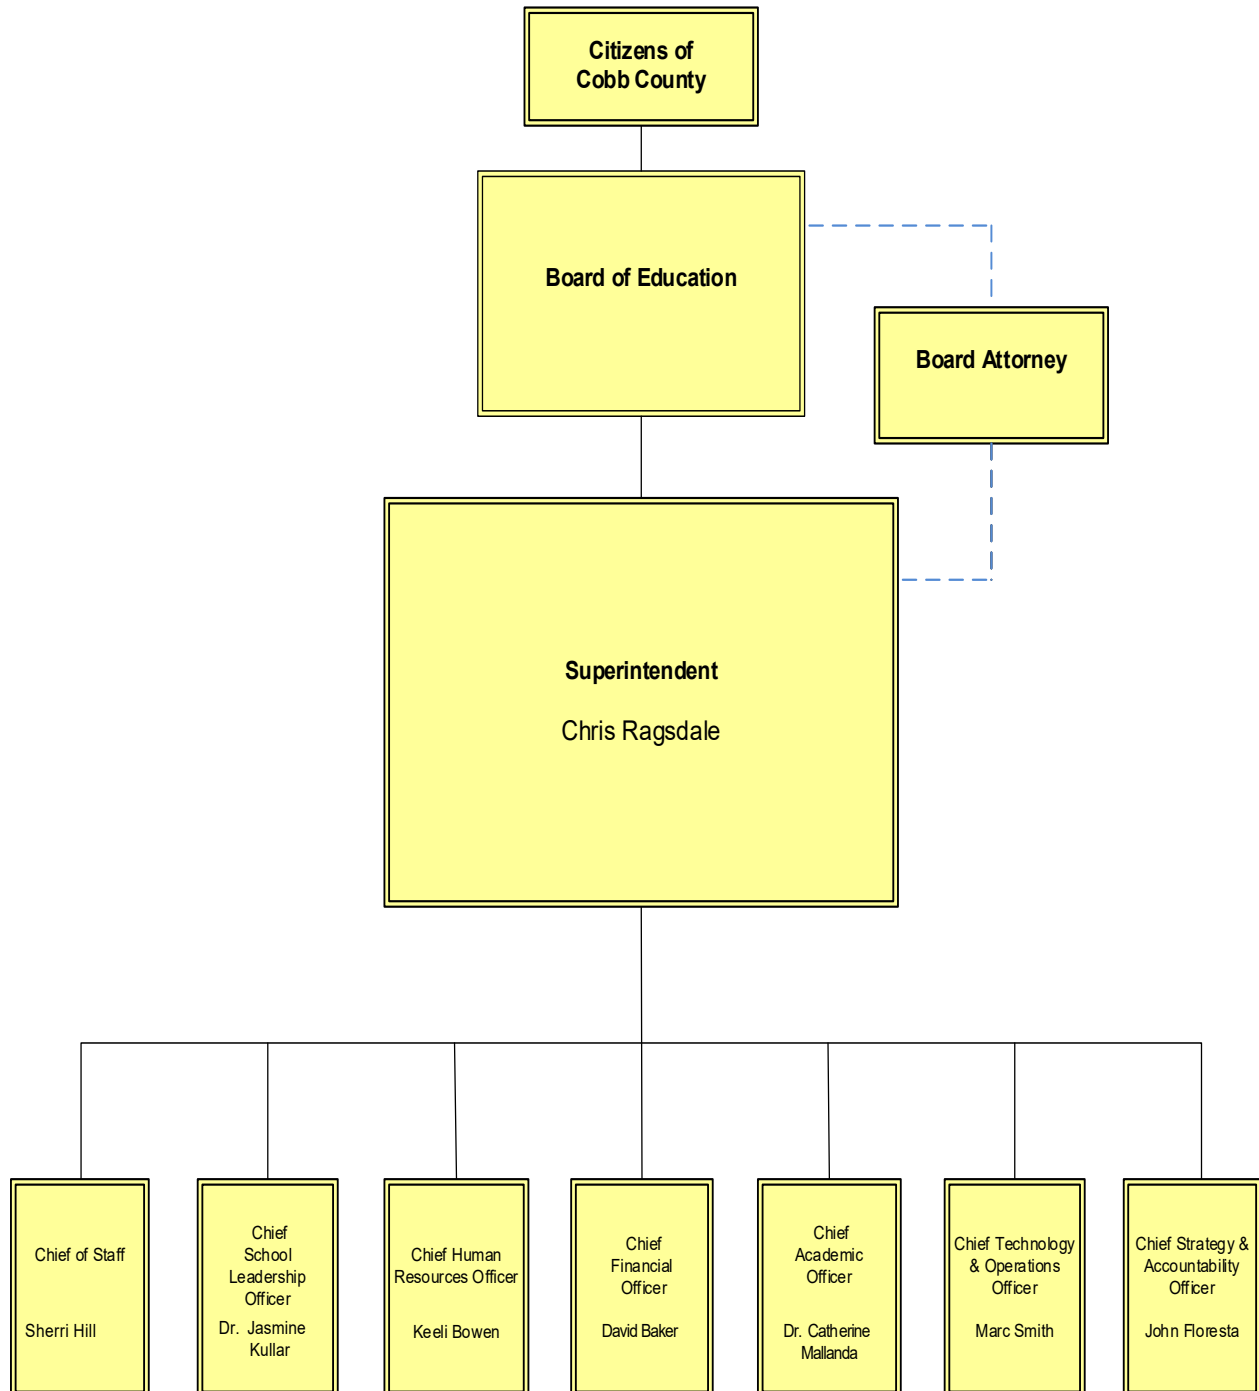 Citizens of
Cobb County
Board of Education
Board Attorney
Superintendent
Chris Ragsdale
Chief of Staff
Sherri Hill
Chief
School
Leadership
Officer
Dr. Jasmine
Kullar
Chief Human
Resources Officer
Keeli Bowen
Chief
Financial
Officer
David Baker
Chief
Academic
Officer
Dr. Catherine
Mallanda
Chief Technology
& Operations
Officer
Marc Smith
Chief Strategy &
Accountability
Officer
John Floresta